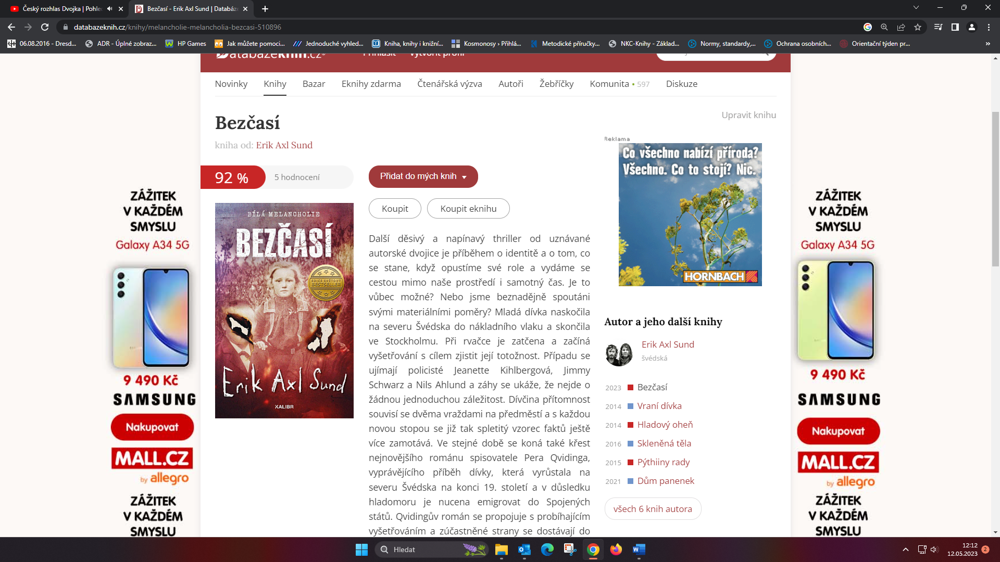 Český rozhlas Dvojka | Pohle
Bezčasí - Erik Axl Sund | Databáze
databazeknih.cz/knihy/melancholie-melancholia-bezcasi-510896
06.08.2016 - Dresd...
ADR - Úplné zobraz...
HP Games
Jak můžete pomoci...
Jednoduché vyhled...
Kniha, knihy i knižní...
Kosmonosy › Přihlá...
Metodické příručky...
NKC-Knihy - Základ...
Normy, standardy,...
Ochrana osobních...
Orientační týden pro...
»
Databazeknih.cz
Přihlásit
Vytvořit profil
Novinky
Knihy
Bazar
Eknihy zdarma
Čtenářská výzva
Autoři
Žebříčky
Komunita • 597
Diskuze
Bezčasí
Upravit knihu
kniha od: Erik Axl Sund
92 %
5 hodnocení
Přidat do mých knih
Koupit
Koupit eknihu
BÍLÁ MELANCHOLIE
BEZČASÍ
EDICE SVĚTOVÝ
BESTSELLER
Erik Axl Sund
KALIBR
Další děsivý a napínavý thriller od uznávané
autorské dvojice je příběhem o identitě a o tom, co
se stane, když opustíme své role a vydáme se
cestou mimo naše prostředí i samotný čas. Je to
vůbec možné? Nebo jsme beznadějně spoutáni
svými materiálními poměry? Mladá dívka naskočila
na severu Švédska do nákladního vlaku a skončila
ve Stockholmu. Při rvačce je zatčena a začíná
vyšetřování s cílem zjistit její totožnost. Případu se
ujímají policisté Jeanette Kihlbergová, Jimmy
Schwarz a Nils Ahlund a záhy se ukáže, že nejde o
žádnou jednoduchou záležitost. Dívčina přítomnost
souvisí se dvěma vraždami na předměstí a s každou
novou stopou se již tak spletitý vzorec faktů ještě
více zamotává. Ve stejné době se koná také křest
nejnovějšího románu spisovatele Pera Qvidinga,
vyprávějícího příběh dívky, která vyrůstala na
severu Švédska na konci 19. století a v důsledku
hladomoru je nucena emigrovat do Spojených
států. Qvidingův román se propojuje s probíhajícím
vyšetřováním a zúčastněné strany se dostávají do
Reklama
Co všechno nabízí příroda?
Všechno. Co to stojí? Nic.
HORNBACH
Autor a jeho další knihy
Erik Axl Sund
švédská
2023 Bezčasí
2014 Vraní dívka
2014 Hladový oheň
2016 Skleněná těla
2015 Pýthiiny rady
2021 Dům panenek
všech 6 knih autora
ZÁŽITEK
V KAŽDÉM
SMYSLU
Galaxy A34 5G
9 490 Kč
SAMSUNG
Nakupovat
MALL.CZ
by allegro
ZÁŽITEK
V KAŽDÉM
SMYSLU
ZÁŽITEK
V KAŽDÉM
SMYSLU
Galaxy A34 5G
9 490 Kč
SAMSUNG
Nakupovat
MALL.CZ
by allegro
ZÁŽITEK
V KAŽDÉM
SMYSLU
Hledat
12:12
12.05.2023
2